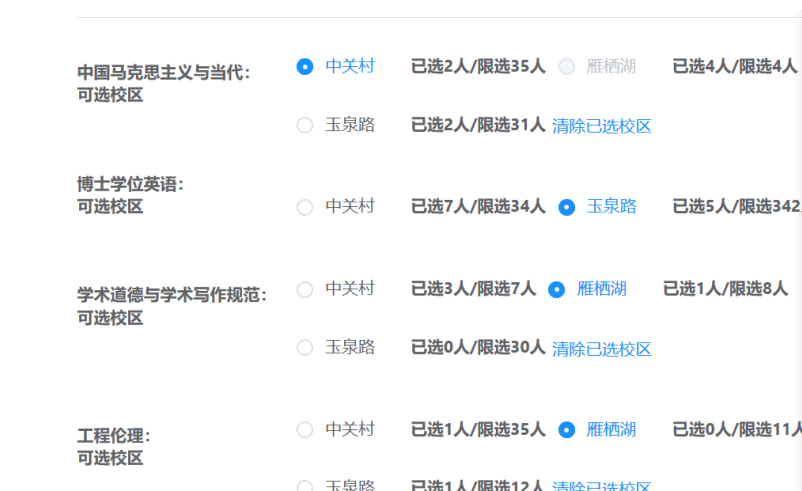 中国马克思主义与当代：
可选校区
中关村 已选2人/限选35人 雁栖湖 已选4人/限选4人
玉泉路 已选2人/限选31人 清除已选校区
博士学位英语：
可选校区
中关村 已选7人/限选34人 玉泉路 已选5人/限选342
学术道德与学术写作规范：
可选校区
中关村 已选3人/限选7人 雁栖湖 已选1人/限选8人
玉泉路 已选0人/限选30人 清除已选校区
工程伦理：
可选校区
中关村 已选1人/限选35人 雁栖湖 已选0人/限选11人
玉泉路 已选1人/限选12人 清除已选校区